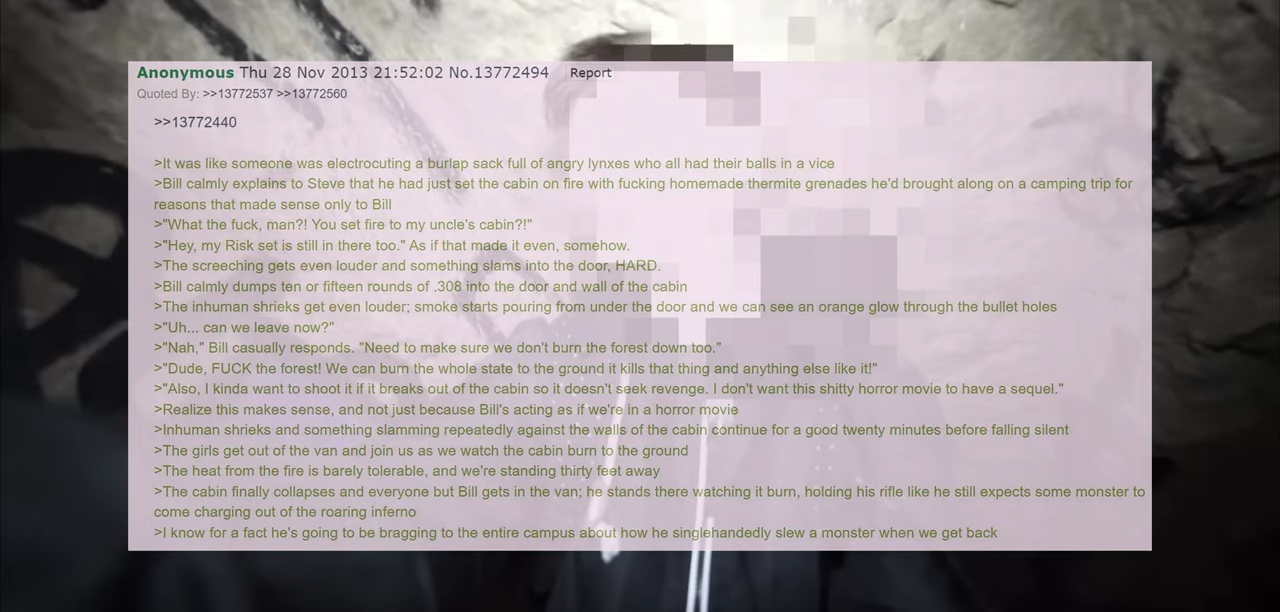 Anonymous Thu 28 Nov 2013 21:52:02 No.13772494 Report
Quoted By: >>13772537 >>13772560
>>13772440
>It was like someone was electrocuting a burlap sack full of angry lynxes who all had their balls in a vice
>Bill calmly explains to Steve that he had just set the cabin on fire with fucking homemade thermite grenades he'd brought along on a camping trip for
reasons that made sense only to Bill
>"What the fuck, man?! You set fire to my uncle's cabin?!"
>"Hey, my Risk set is still in there too." As if that made it even, somehow.
>The screeching gets even louder and something slams into the door, HARD.
>Bill calmly dumps ten or fifteen rounds of .308 into the door and wall of the cabin
>The inhuman shrieks get even louder; smoke starts pouring from under the door and we can see an orange glow through the bullet holes
>"Uh... can we leave now?"
>"Nah," Bill casually responds. "Need to make sure we don't burn the forest down too."
>"Dude, FUCK the forest! We can burn the whole state to the ground it kills that thing and anything else like it!"
>"Also, I kinda want to shoot it if it breaks out of the cabin so it doesn't seek revenge. I don't want this shitty horror movie to have a sequel."
>Realize this makes sense, and not just because Bill's acting as if we're in a horror movie
>Inhuman shrieks and something slamming repeatedly against the walls of the cabin continue for a good twenty minutes before falling silent
>The girls get out of the van and join us as we watch the cabin burn to the ground
>The heat from the fire is barely tolerable, and we're standing thirty feet away
>The cabin finally collapses and everyone but Bill gets in the van; he stands there watching it burn, holding his rifle like he still expects some monster to
come charging out of the roaring inferno
>I know for a fact he's going to be bragging to the entire campus about how he singlehandedly slew a monster when we get back